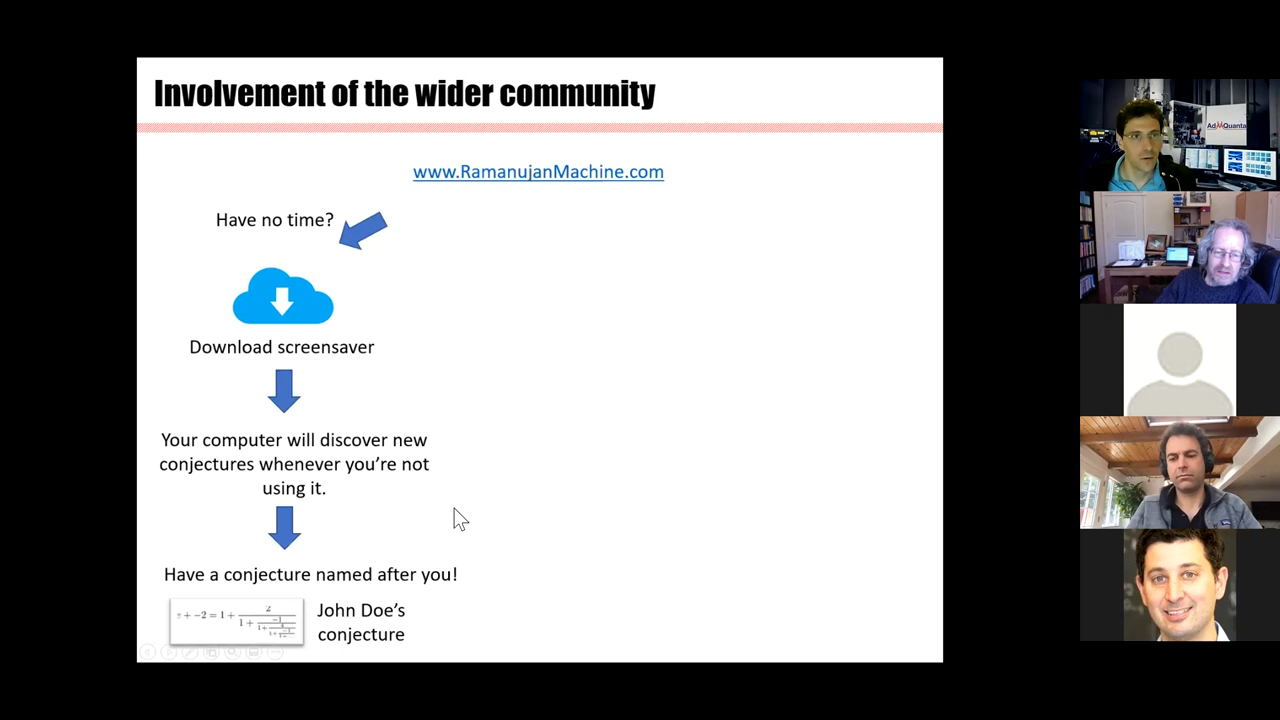 Involvement of the wider community
www.RamanujanMachine.com
Have no time?
Download screensaver
Your computer will discover new
conjectures whenever you're not
using it.
Have a conjecture named after you!
John Doe's
conjecture
AdMQuanta